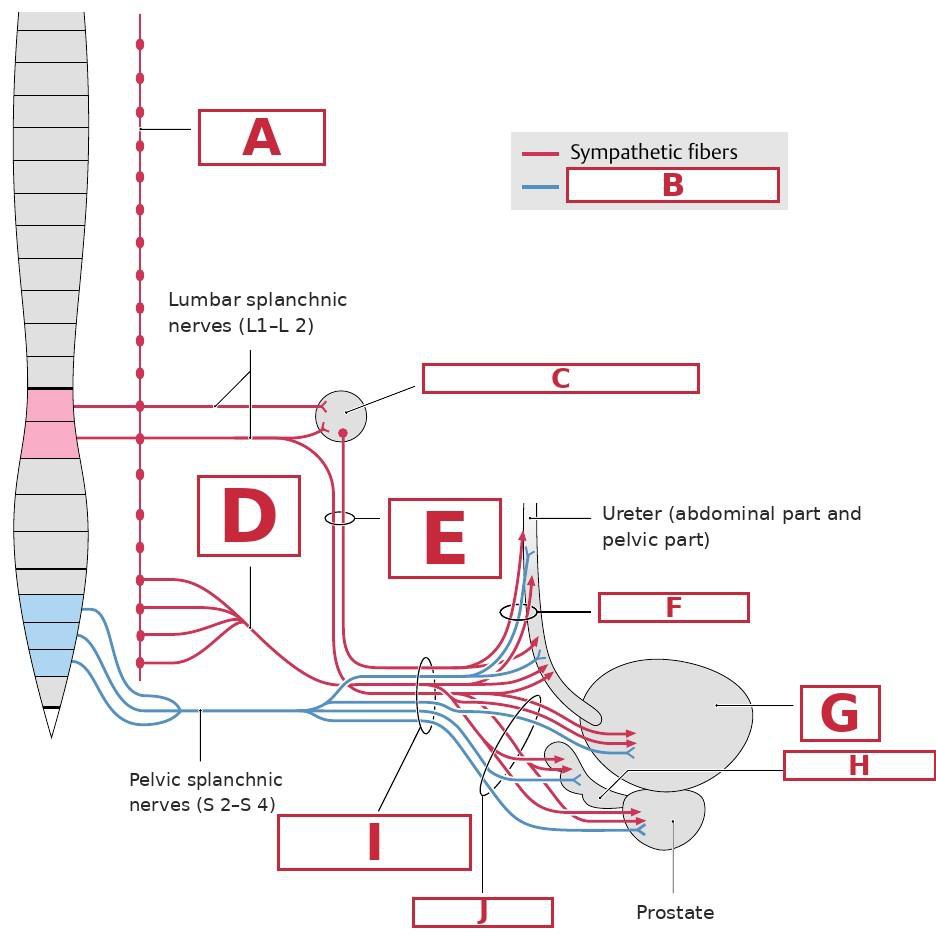 A
Sympathetic fibers
B
Lumbar splanchnic
nerves (L1–L 2)
C
D
E
Ureter (abdominal part and
pelvic part)
F
G
H
Pelvic splanchnic
nerves (S 2–S 4)
I
J
Prostate